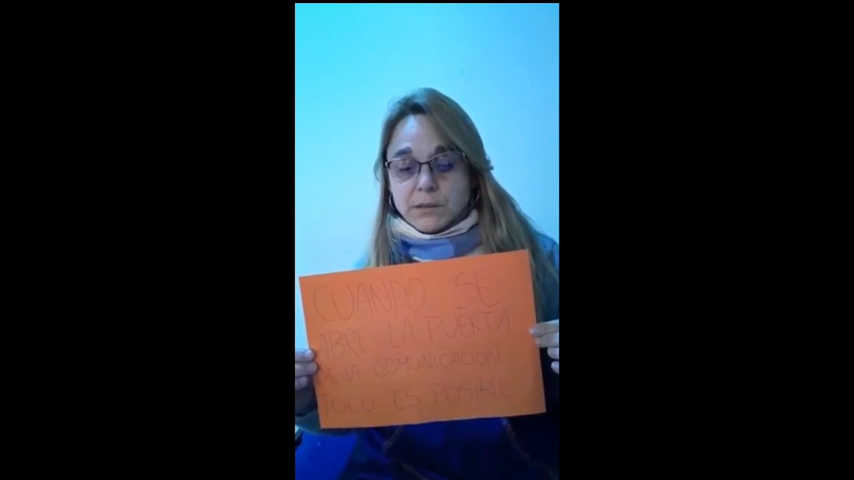 CUANDO SE
ABRE LA PUERTA
A LA COMUNICACION
TODO ES POSIBLE